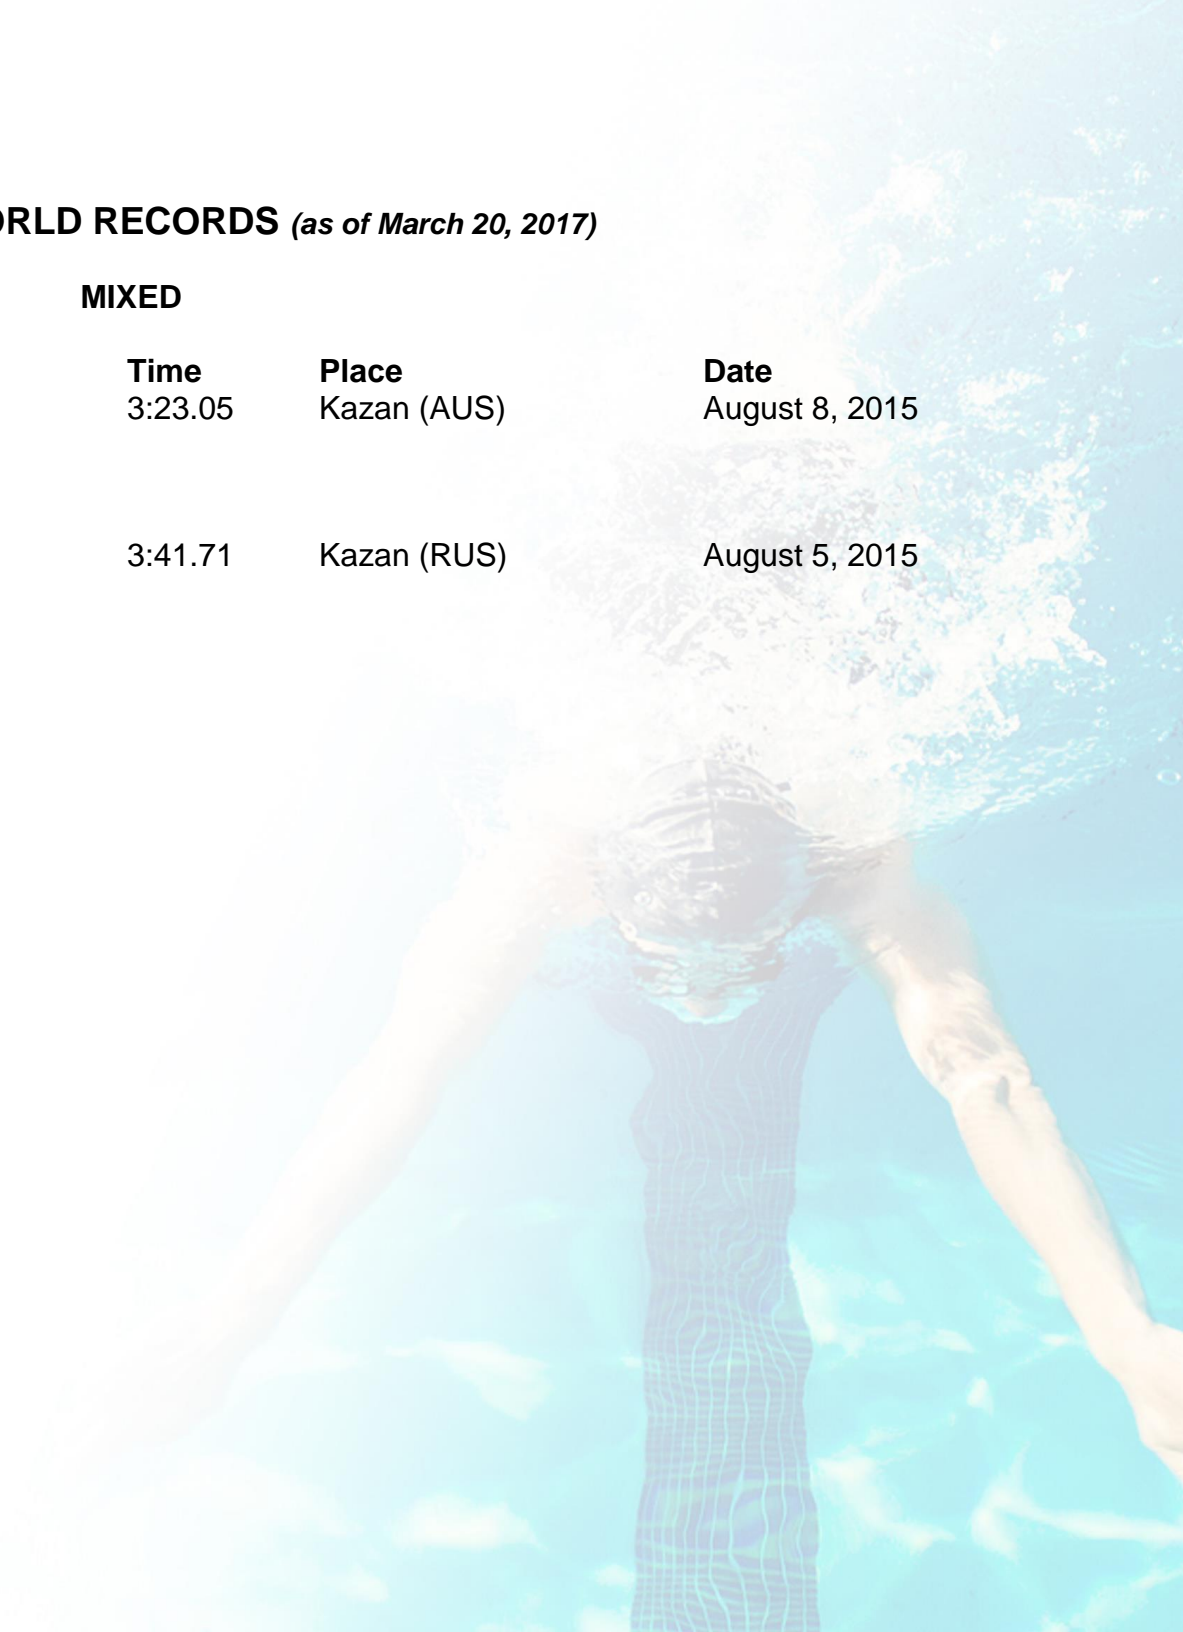 ORLD RECORDS (as of March 20, 2017)
MIXED
Time Place Date
3:23.05 Kazan (AUS) August 8, 2015
3:41.71 Kazan (RUS) August 5, 2015